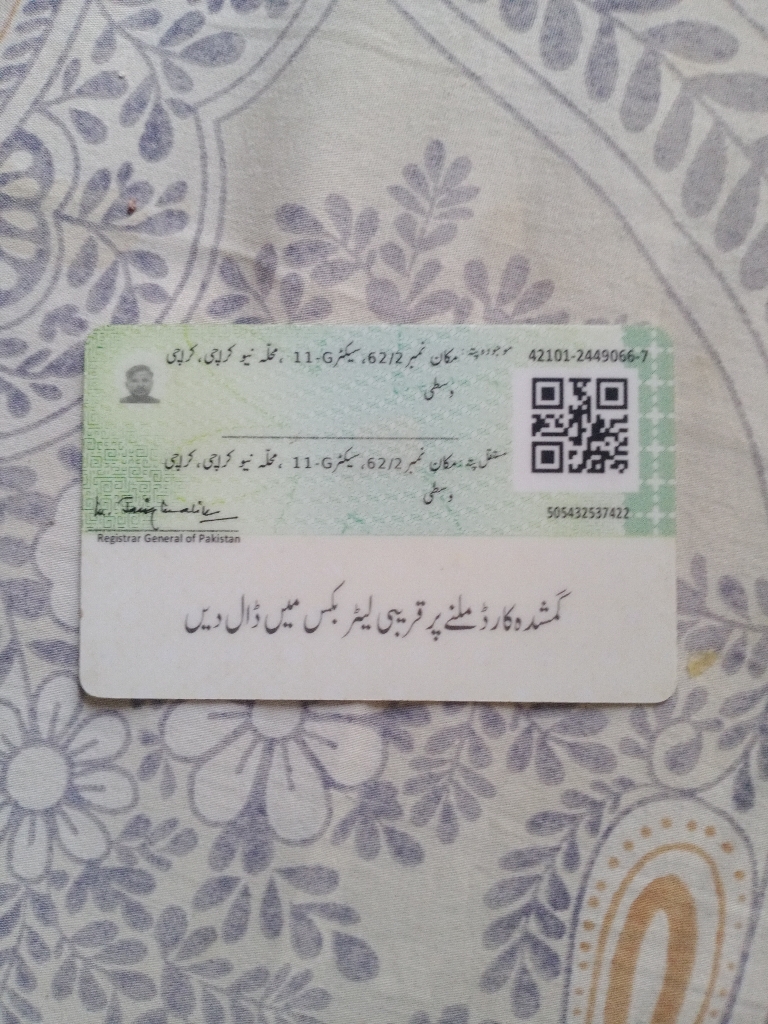 42101-2449066-7
موجودہ پتہ: مکان نمبر 62/2، سیکٹر 11-G ، محلّہ نیو کراچی، کراچی
وسطی
مستقل پتہ: مکان نمبر 62/2، سیکٹر 11-G ، محلّہ نیو کراچی، کراچی
وسطی
505432537422
Registrar General of Pakistan
گمشدہ کارڈ ملنے پر قریبی لیٹر بکس میں ڈال دیں